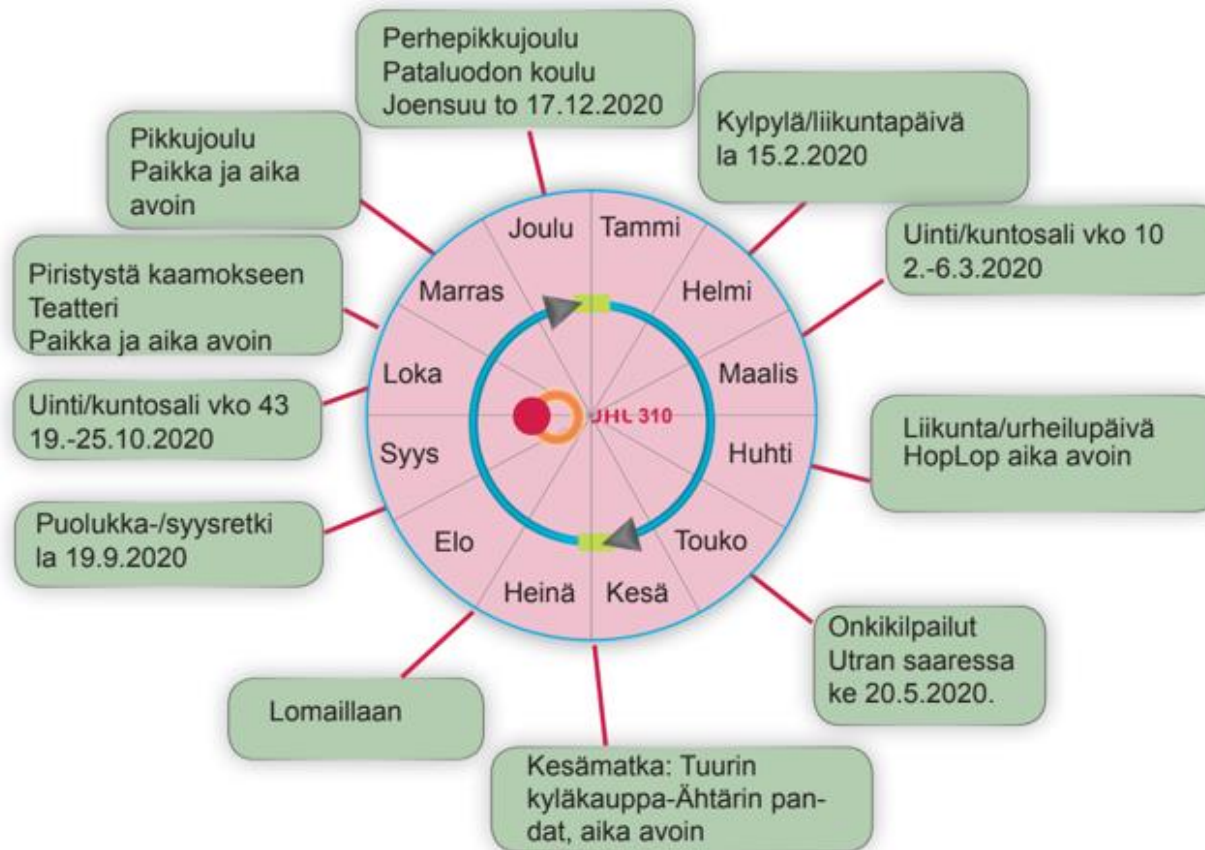 Perhepikkujoulu
Pataluodon koulu
Joensuu to 17.12.2020
Kylpylä/liikuntapäivä
la 15.2.2020
Pikkujoulu
Paikka ja aika
avoin
Uinti/kuntosali vko 10
2.-6.3.2020
Piristystä kaamokseen
Teatteri
Paikka ja aika avoin
Uinti/kuntosali vko 43
19.-25.10.2020
Liikunta/urheilupäivä
HopLop aika avoin
Puolukka-/syysretki
la 19.9.2020
Onkikilpailut
Utran saaressa
ke 20.5.2020.
Lomaillaan
Kesämatka: Tuurin
kyläkauppa-Ähtärin pan-
dat, aika avoin
Tammi
Helmi
Maalis
Huhti
Touko
Kesä
Heinä
Elo
Syys
Loka
Marras
Joulu
JHL 310